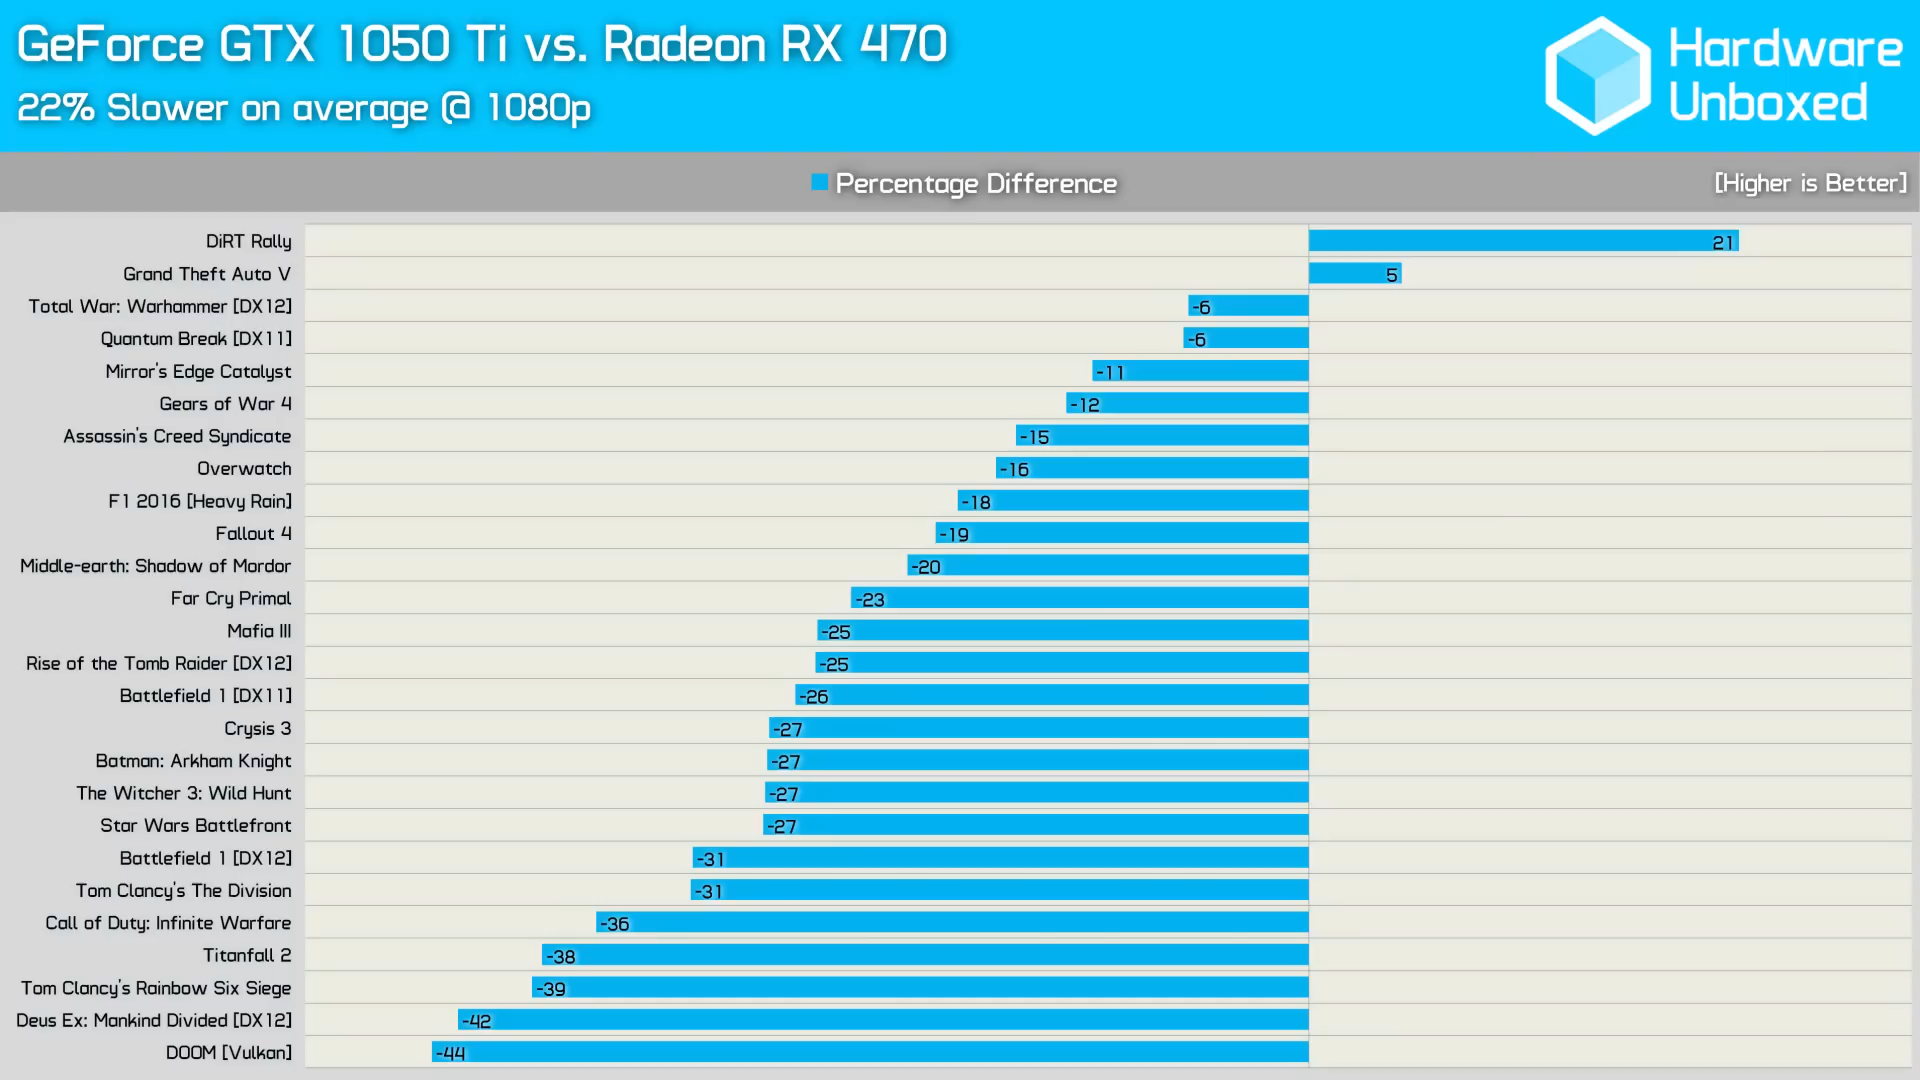 GeForce GTX 1050 Ti vs. Radeon RX 470
22% Slower on average @ 1080p
Hardware
Unboxed
Percentage Difference
[Higher is Better]
DiRT Rally 21
Grand Theft Auto V 5
Total War: Warhammer [DX12] -6
Quantum Break [DX11] -6
Mirror's Edge Catalyst -11
Gears of War 4 -12
Assassin's Creed Syndicate -15
Overwatch -16
F1 2016 [Heavy Rain] -18
Fallout 4 -19
Middle-earth: Shadow of Mordor -20
Far Cry Primal -23
Mafia III -25
Rise of the Tomb Raider [DX12] -25
Battlefield 1 [DX11] -26
Crysis 3 -27
Batman: Arkham Knight -27
The Witcher 3: Wild Hunt -27
Star Wars Battlefront -27
Battlefield 1 [DX12] -31
Tom Clancy's The Division -31
Call of Duty: Infinite Warfare -36
Titanfall 2 -38
Tom Clancy's Rainbow Six Siege -39
Deus Ex: Mankind Divided [DX12] -42
DOOM [Vulkan] -44